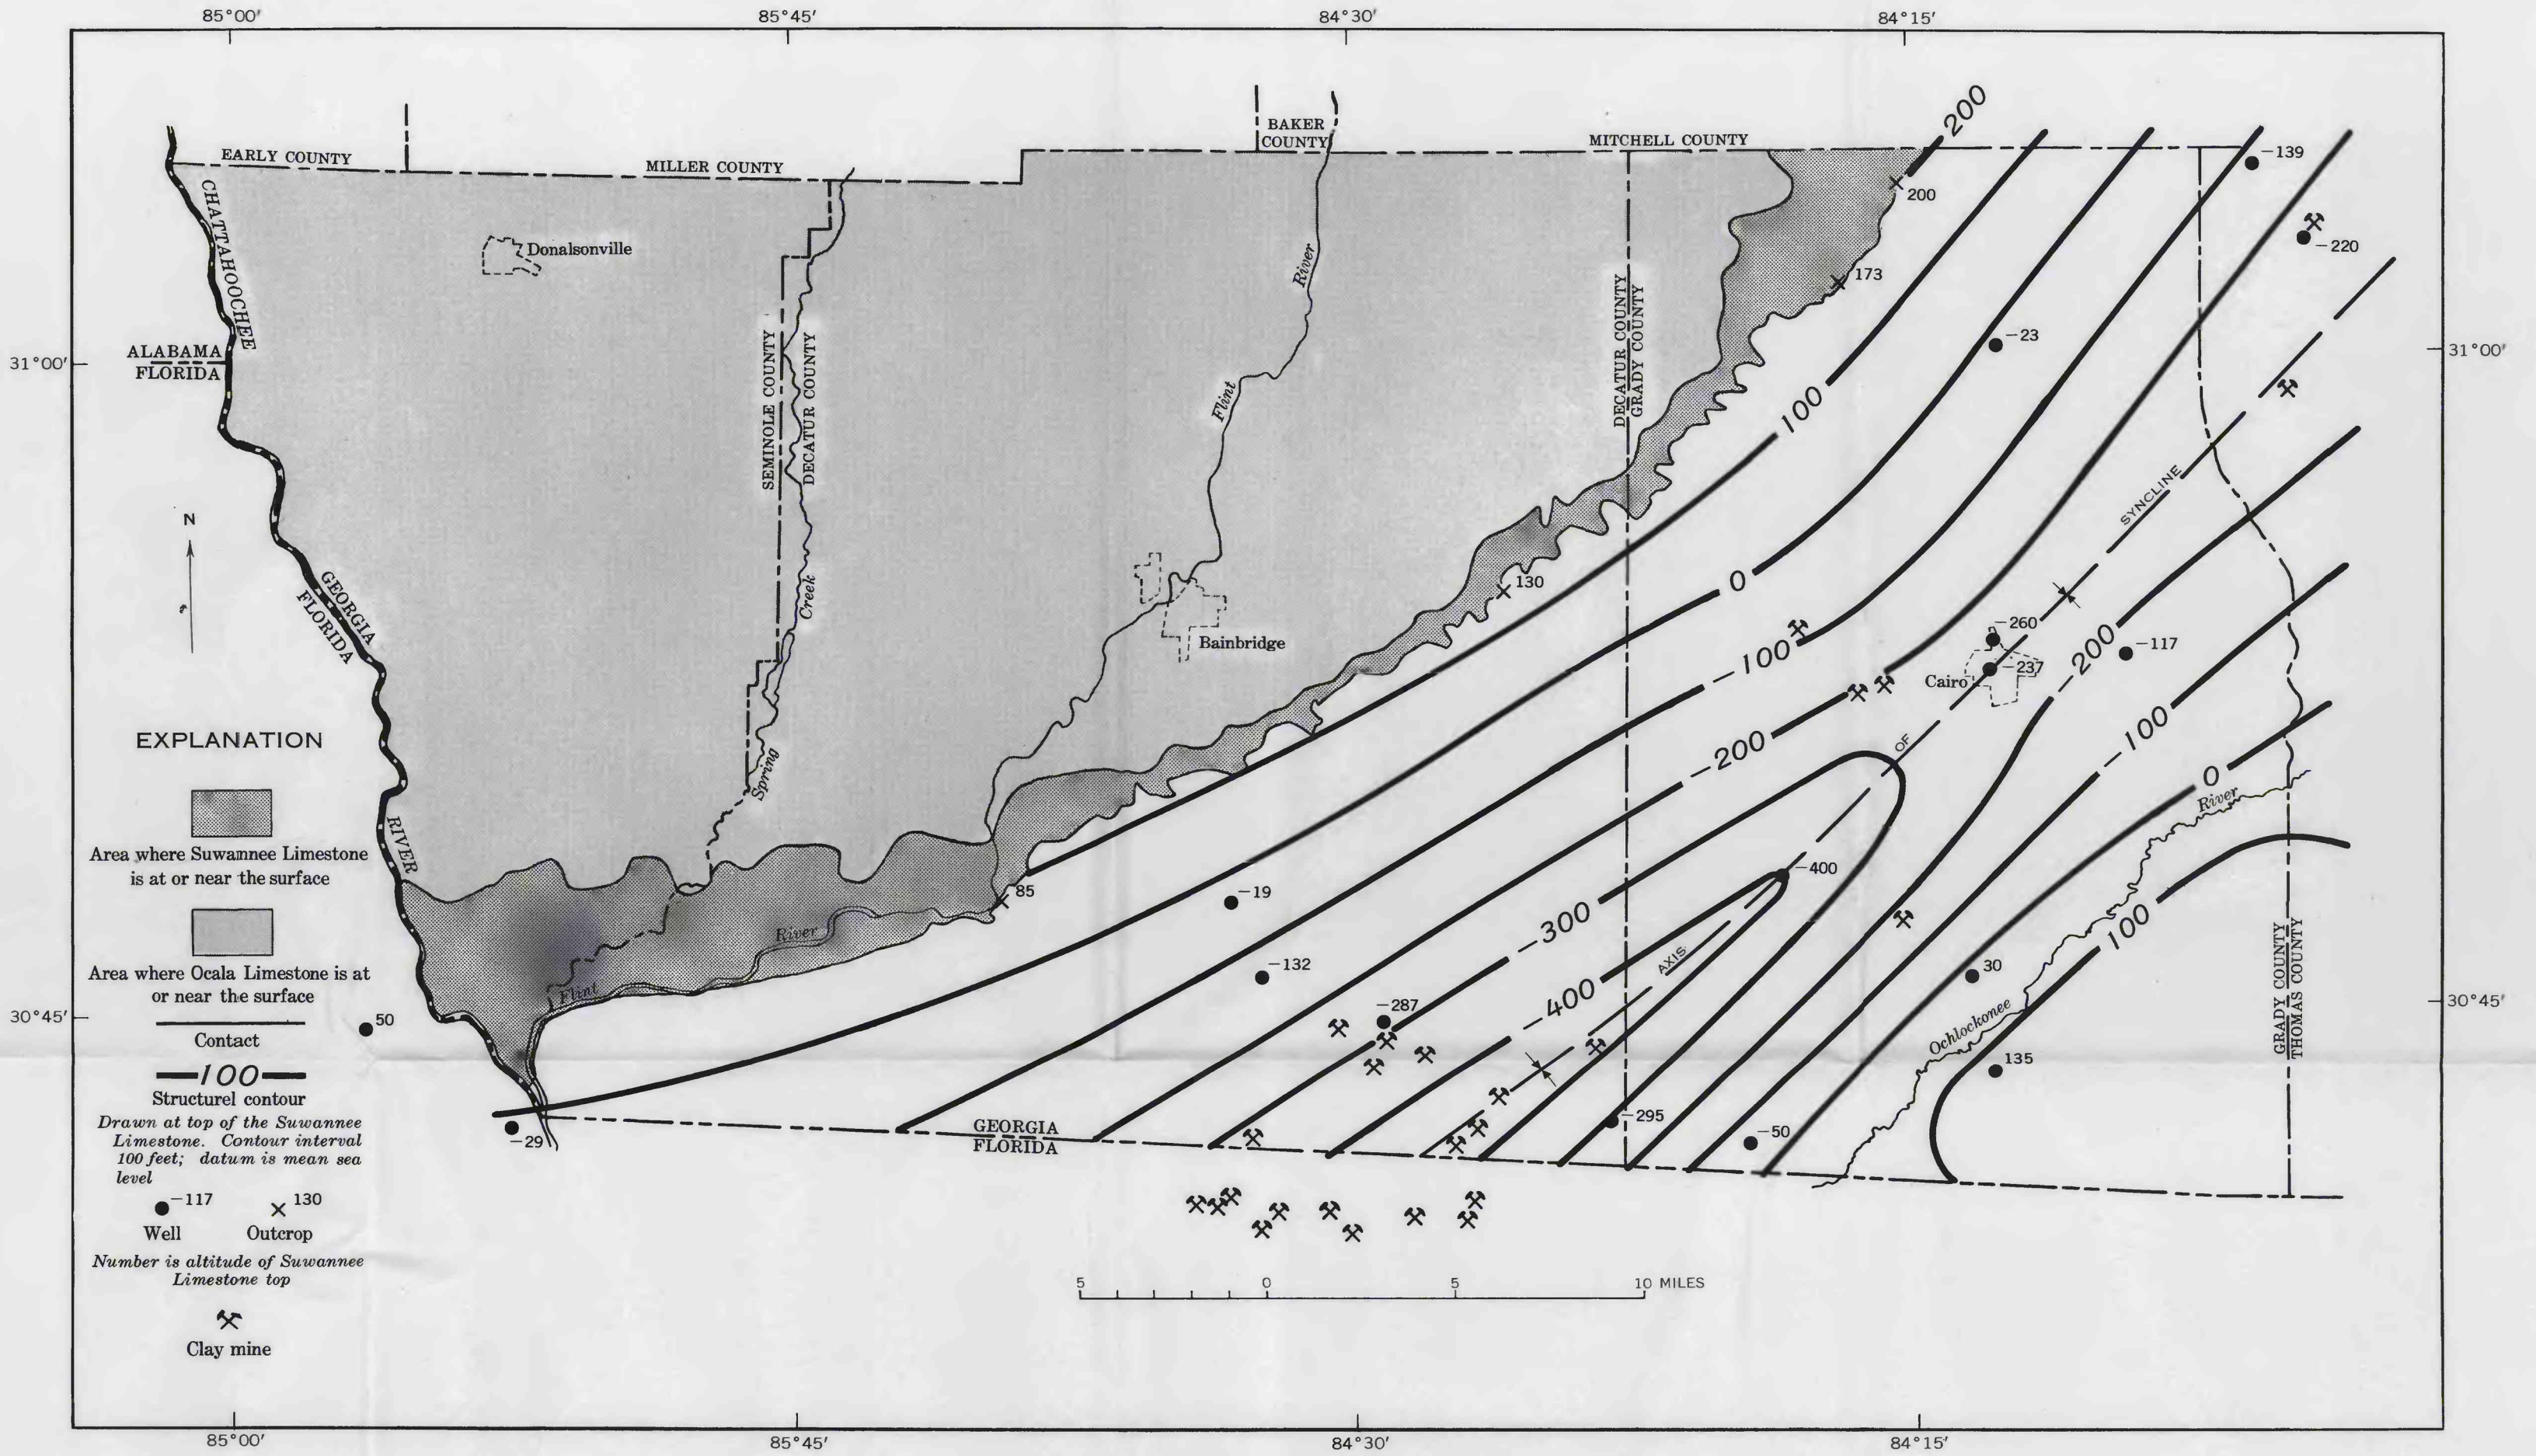 85°00′
85°45′
84°30′
84°15′
200
BAKER
COUNTY
MITCHELL COUNTY
EARLY COUNTY
MILLER COUNTY
−139
CHATTAHOOCHEE
200
Donalsonville
River
−220
173
SEMINOLE COUNTY
DECATUR COUNTY
DECATUR COUNTY
GRADY COUNTY
−23
31°00′
ALABAMA
FLORIDA
31°00′
Flint
100
SYNCLINE
N
GEORGIA
FLORIDA
Creek
130
0
−260
−100
−200
−117
Bainbridge
−237
Cairo
EXPLANATION
−100
OF
−200
Spring
0
River
RIVER
Area where Suwannee Limestone
is at or near the surface
−400
85
−19
−300
100
River
AXIS
GRADY COUNTY
THOMAS COUNTY
Area where Ocala Limestone is at
or near the surface
−132
30
Flint
−400
−287
30°45′
50
30°45′
Ochlockonee
Contact
135
100
Structurel contour
Drawn at top of the Suwannee
Limestone. Contour interval
100 feet; datum is mean sea
level
−29
GEORGIA
FLORIDA
−295
−50
−117
130
Well
Outcrop
Number is altitude of Suwannee
Limestone top
5
0
5
10 MILES
Clay mine
85°00′
85°45′
84°30′
84°15′